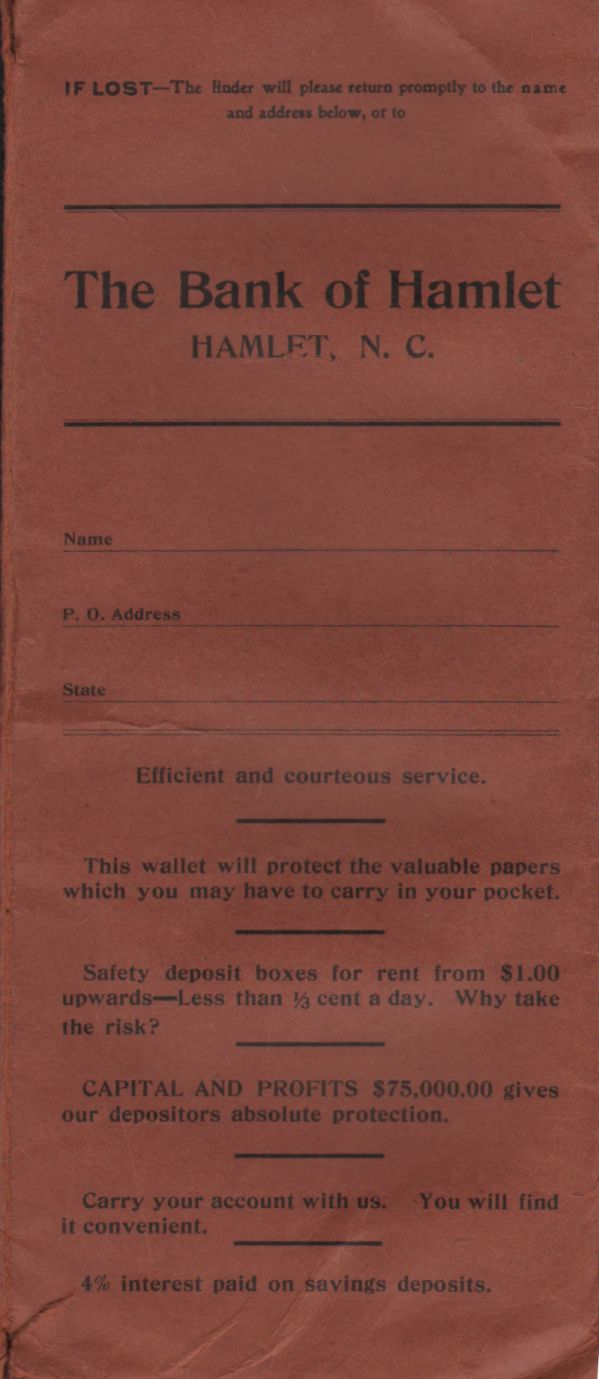 IF LOST—The finder will please return promptly to the name
and address below, or to
The Bank of Hamlet
HAMLET, N. C.
Name
P. O. Address
State
Efficient and courteous service.
This wallet will protect the valuable papers
which you may have to carry in your pocket.
Safety deposit boxes for rent from $1.00
upwards—Less than ⅓ cent a day. Why take
the risk?
CAPITAL AND PROFITS $75,000.00 gives
our depositors absolute protection.
Carry your account with us. You will find
it convenient.
4% interest paid on savings deposits.